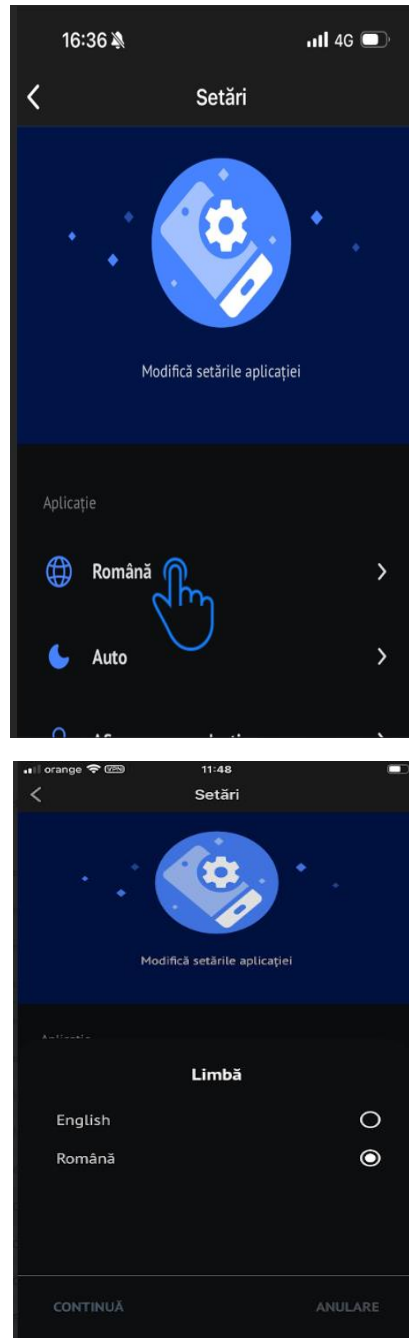 16:36 4G
Setări
Modifică setările aplicației
Aplicație
Română
Auto
orange VPN 11:48
Setări
Modifică setările aplicației
Limbă
English
Română
CONTINUĂ ANULARE